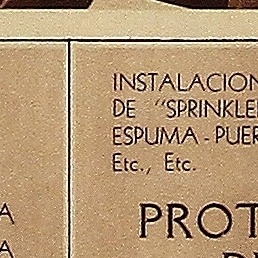 INSTALACION
DE "SPRINKLE
ESPUMA - PUER
Etc., Etc.
PROT
A
A